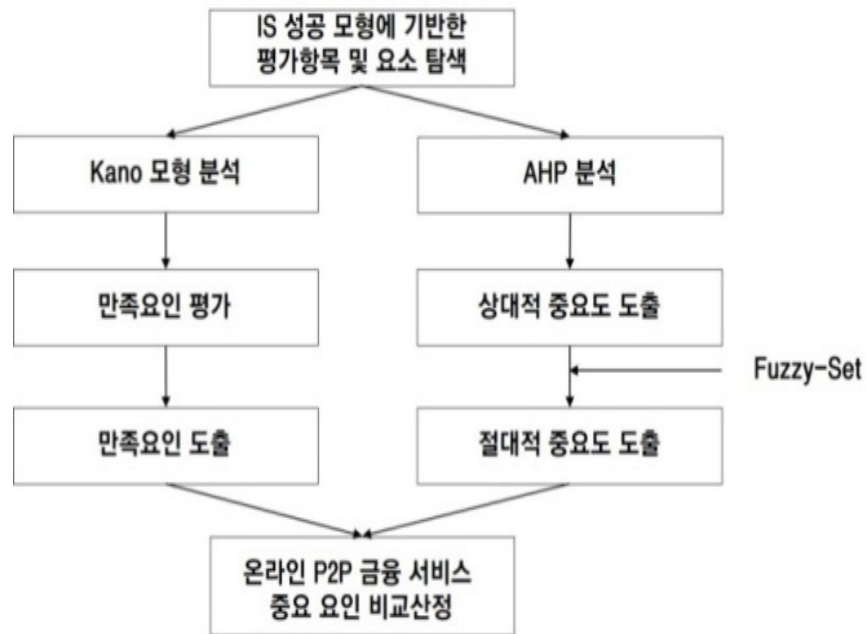 IS 성공 모형에 기반한
평가항목 및 요소 탐색
Kano 모형 분석
AHP 분석
만족요인 평가
상대적 중요도 도출
Fuzzy-Set
만족요인 도출
절대적 중요도 도출
온라인 P2P 금융 서비스
중요 요인 비교산정